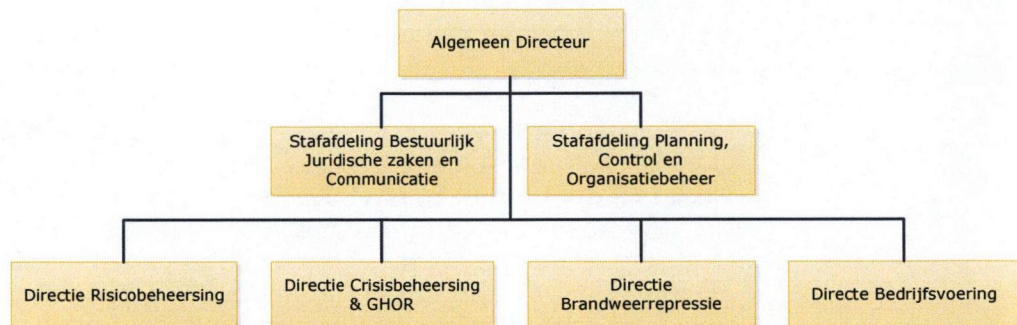 Algemeen Directeur
Stafafdeling Bestuurlijk
Juridische zaken en
Communicatie
Stafafdeling Planning,
Control en
Organisatiebeheer
Directie Risicobeheersing
Directie Crisisbeheersing
& GHOR
Directie
Brandweerrepressie
Directe Bedrijfsvoering